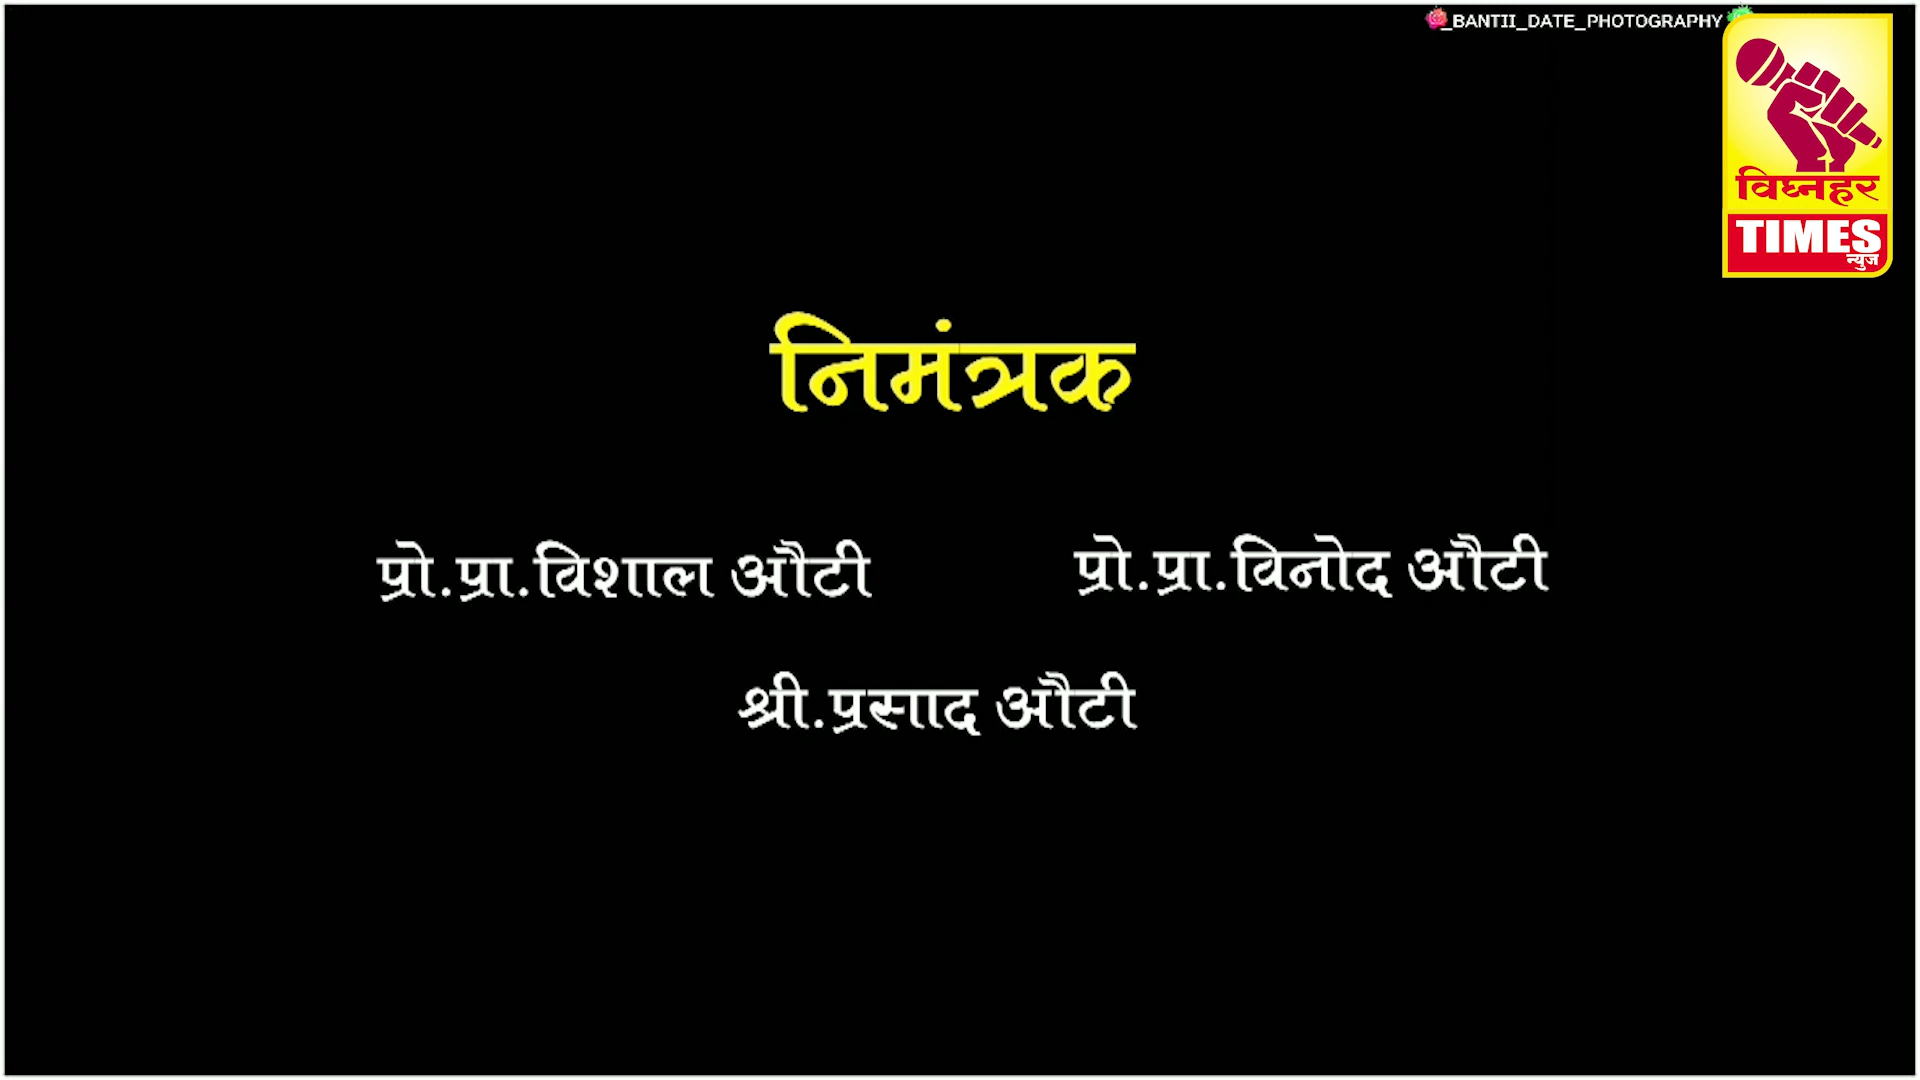 _BANTII_DATE_PHOTOGRAPHY
विघ्नहर
TIMES
न्युज
निमंत्रक
प्रो.प्रा.विशाल औटी प्रो.प्रा.विनोद औटी
श्री.प्रसाद औटी